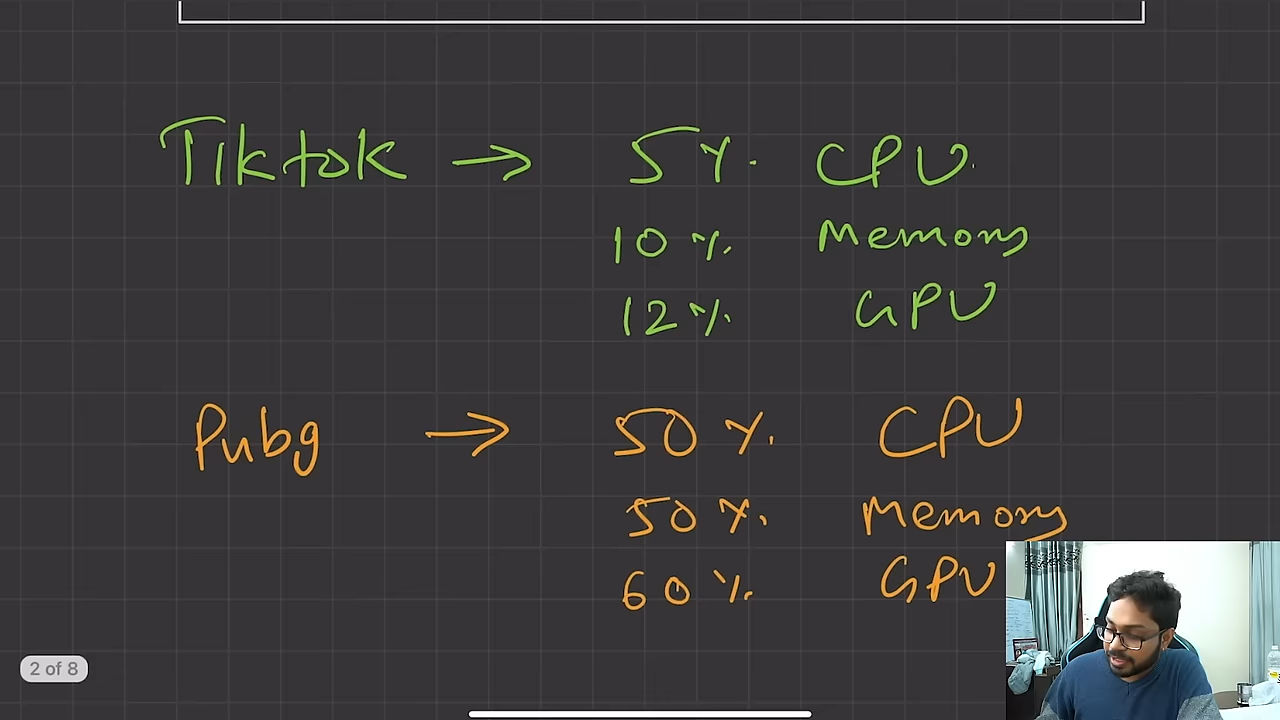 Tiktok → 5% CPU
10% Memory
12% GPU
Pubg → 50% CPU
50% Memory
60% GPU
2 of 8